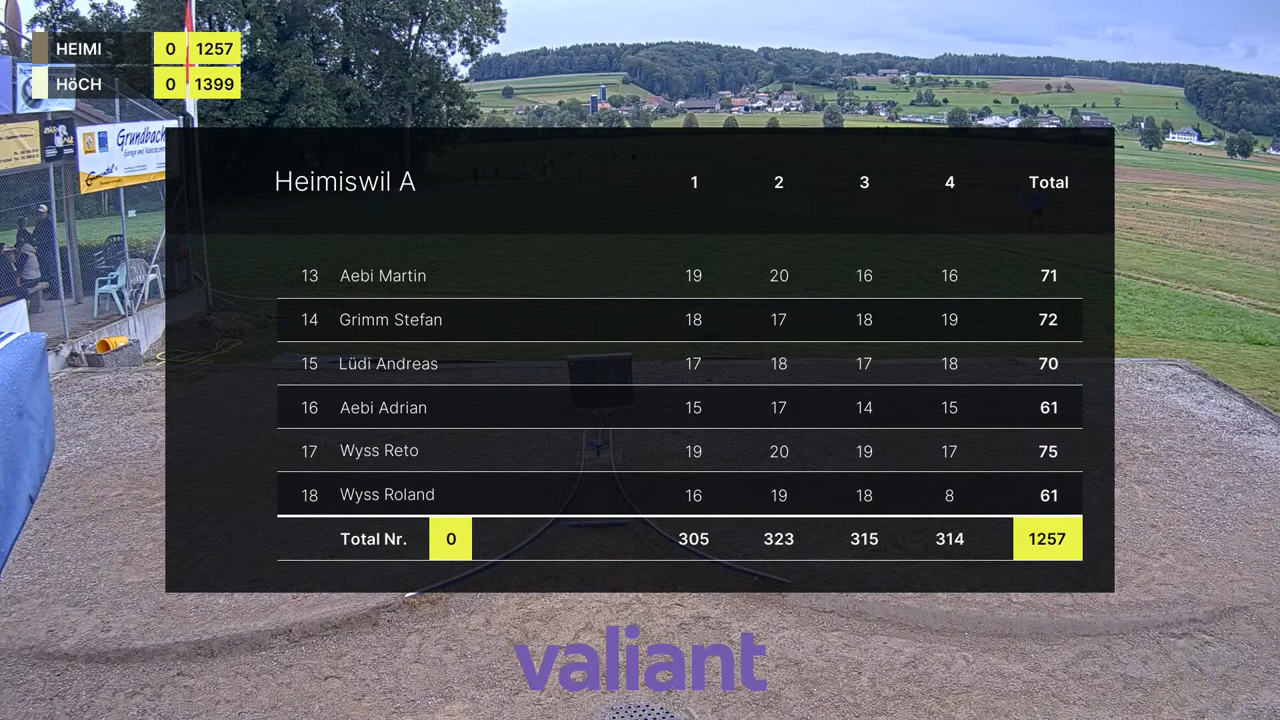 HEIMI 0 1257
HöCH 0 1399
Grundbach
Heimiswil A 1 2 3 4 Total
13 Aebi Martin 19 20 16 16 71
14 Grimm Stefan 18 17 18 19 72
15 Lüdi Andreas 17 18 17 18 70
16 Aebi Adrian 15 17 14 15 61
17 Wyss Reto 19 20 19 17 75
18 Wyss Roland 16 19 18 8 61
Total Nr. 0 305 323 315 314 1257
valiant